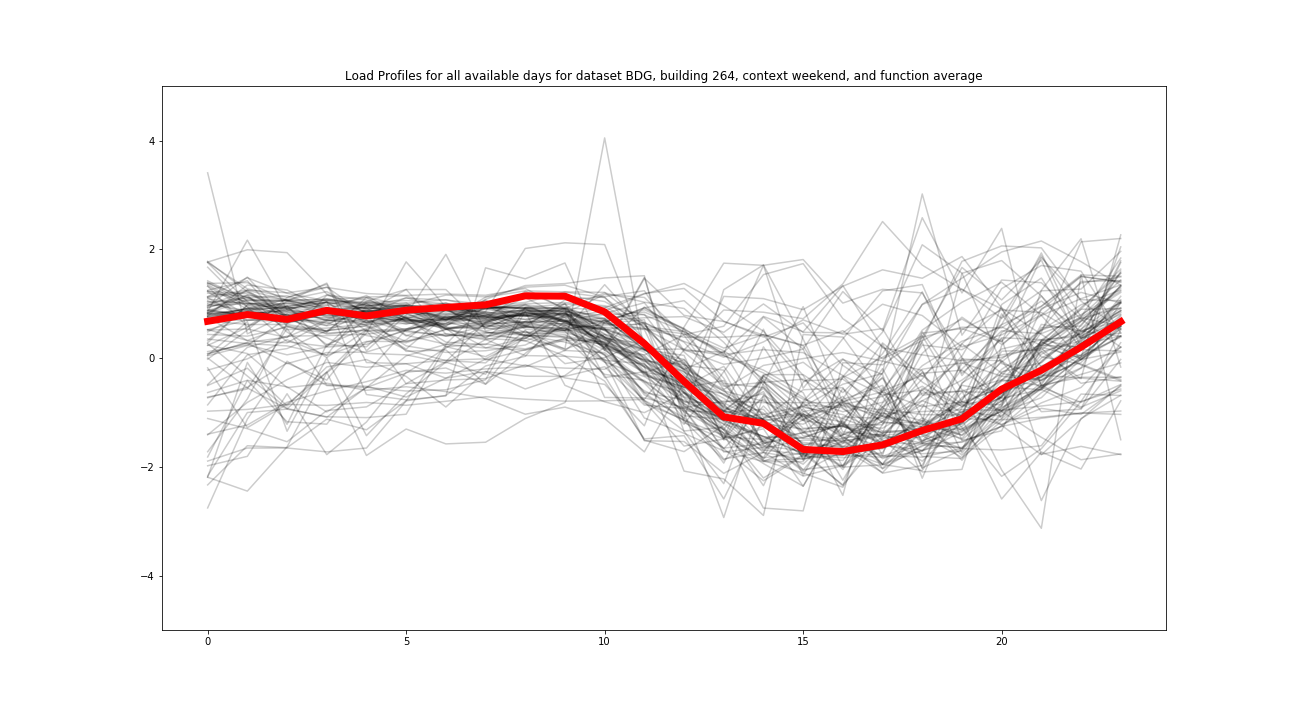 Load Profiles for all available days for dataset BDG, building 264, context weekend, and function average
4
2
0
−2
−4
0 5 10 15 20